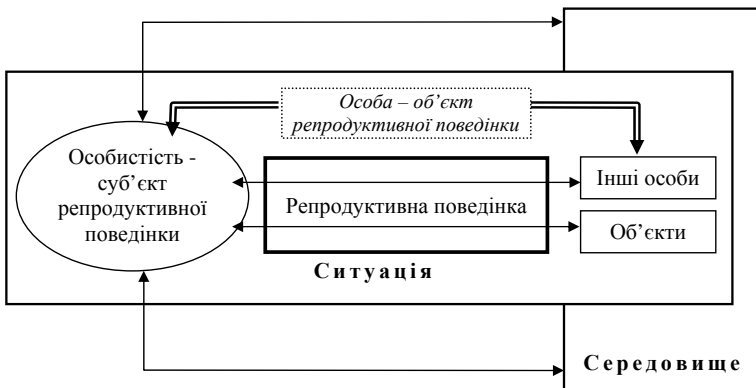 Особа – об’єкт
репродуктивної поведінки
Особистість -
суб’єкт
репродуктивної
поведінки
Репродуктивна поведінка
Інші особи
Об’єкти
Ситуація
Середовище